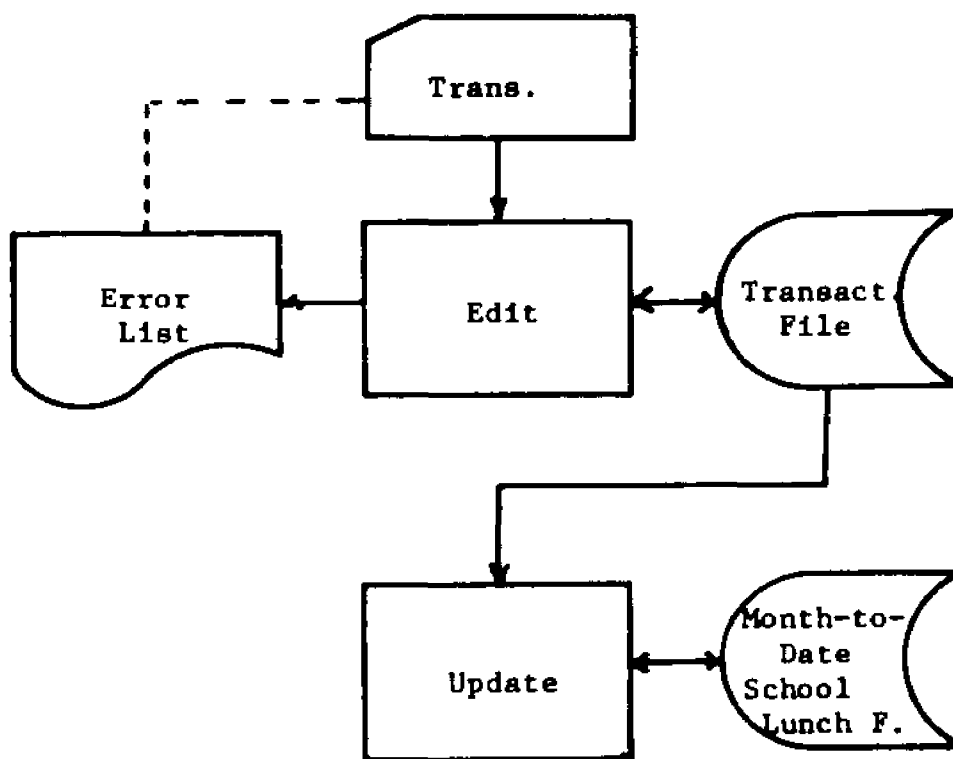 Trans.
Error
List
Edit
Transact.
File
Update
Month-to-
Date
School
Lunch F.